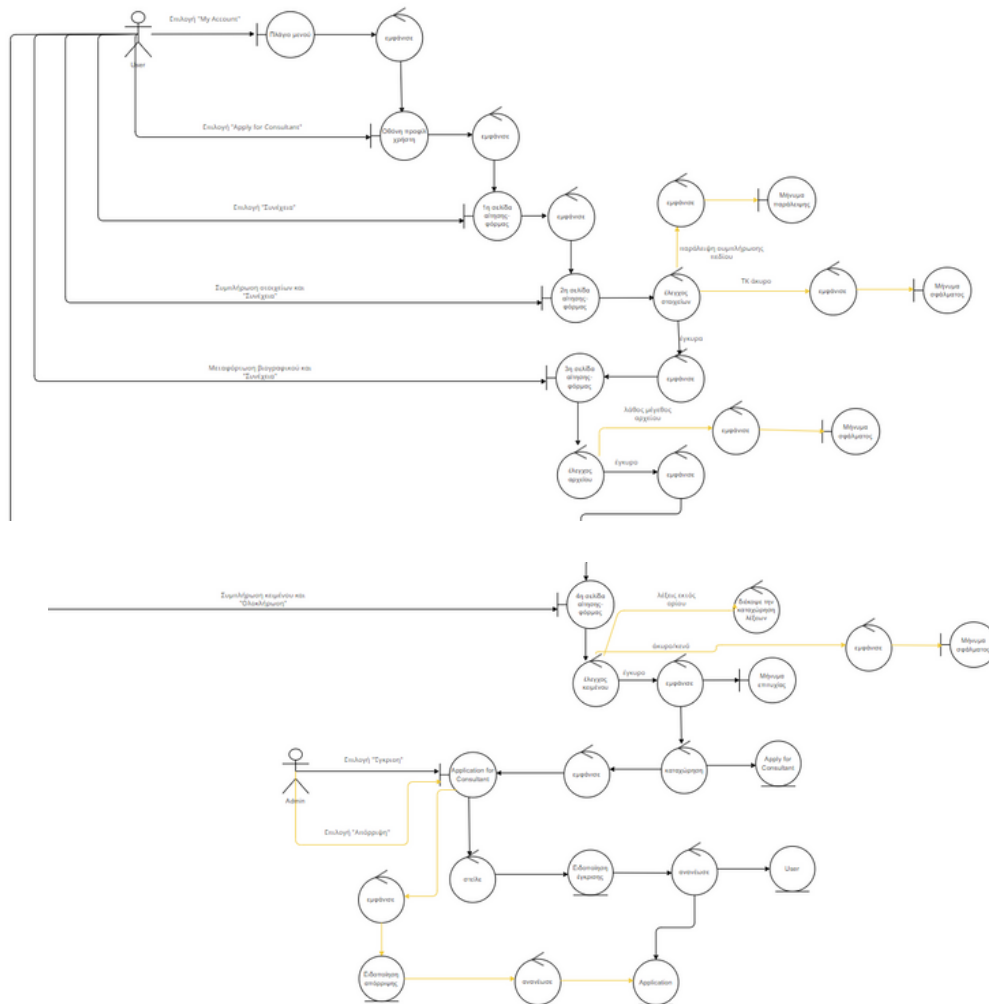 Επιλογή "My Account"
Πλάγιο μενού
εμφάνισε
User
Επιλογή "Apply for Consultant"
Οθόνη προφίλ
χρήστη
εμφάνισε
Επιλογή "Συνέχεια"
1η σελίδα
αίτησης-
φόρμας
εμφάνισε
εμφάνισε
Μήνυμα
παράλειψης
παράλειψη συμπλήρωσης
πεδίου
Συμπλήρωση στοιχείων και
"Συνέχεια"
2η σελίδα
αίτησης-
φόρμας
έλεγχος
στοιχείων
ΤΚ άκυρο
εμφάνισε
Μήνυμα
σφάλματος
έγκυρα
Μεταφόρτωση βιογραφικού και
"Συνέχεια"
3η σελίδα
αίτησης-
φόρμας
εμφάνισε
λάθος μέγεθος
αρχείου
εμφάνισε
Μήνυμα
σφάλματος
έλεγχος
αρχείου
έγκυρο
εμφάνισε
Συμπλήρωση κειμένου και
"Ολοκλήρωση"
4η σελίδα
αίτησης-
φόρμας
λέξεις εκτός
ορίου
διάκοψε την
καταχώρηση
λέξεων
άκυρο/κενό
εμφάνισε
Μήνυμα
σφάλματος
έλεγχος
κειμένου
έγκυρο
εμφάνισε
Μήνυμα
επιτυχίας
Επιλογή "Έγκριση"
Admin
Application for
Consultant
εμφάνισε
καταχώρηση
Apply for
Consultant
Επιλογή "Απόρριψη"
στείλε
Ειδοποίηση
έγκρισης
ανανέωσε
User
εμφάνισε
Ειδοποίηση
απόρριψης
ανανέωσε
Application